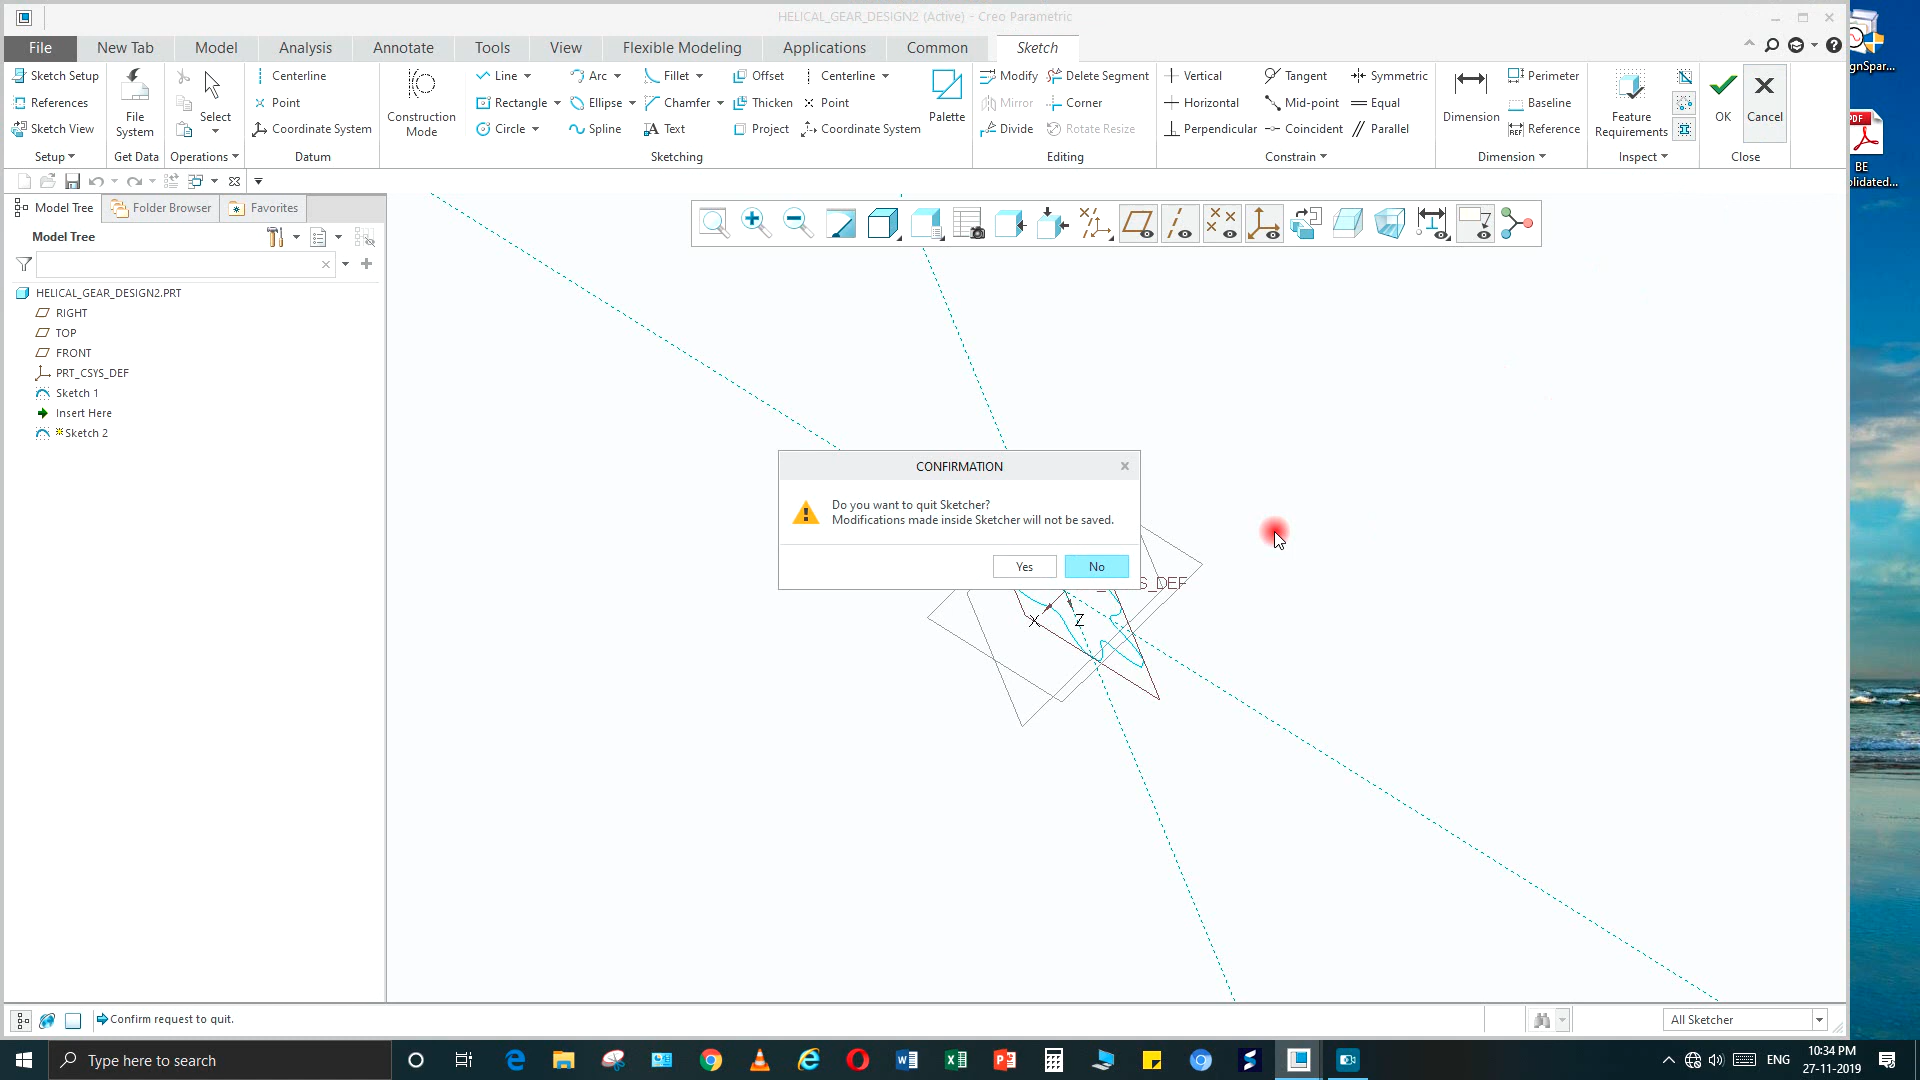 HELICAL_GEAR_DESIGN2 (Active) - Creo Parametric
File New Tab Model Analysis Annotate Tools View Flexible Modeling Applications Common Sketch
Sketch Setup
References
Sketch View
Setup
File System
Get Data
Select
Operations
Centerline
Point
Coordinate System
Datum
Construction Mode
Line Arc Fillet Offset Centerline
Rectangle Ellipse Chamfer Thicken Point
Circle Spline Text Project Coordinate System
Palette
Sketching
Modify Delete Segment
Mirror Corner
Divide Rotate Resize
Editing
Vertical Tangent Symmetric
Horizontal Mid-point Equal
Perpendicular Coincident Parallel
Constrain
Dimension
Perimeter
Baseline
REF Reference
Dimension
Feature Requirements
Inspect
OK Cancel
Close
Model Tree Folder Browser Favorites
Model Tree
HELICAL_GEAR_DESIGN2.PRT
RIGHT
TOP
FRONT
PRT_CSYS_DEF
Sketch 1
Insert Here
Sketch 2
CONFIRMATION
Do you want to quit Sketcher?
Modifications made inside Sketcher will not be saved.
Yes No
S_DEF
X Z
Confirm request to quit.
All Sketcher
gnSpar...
PDF
BE
olidated...
Type here to search
ENG
10:34 PM
27-11-2019